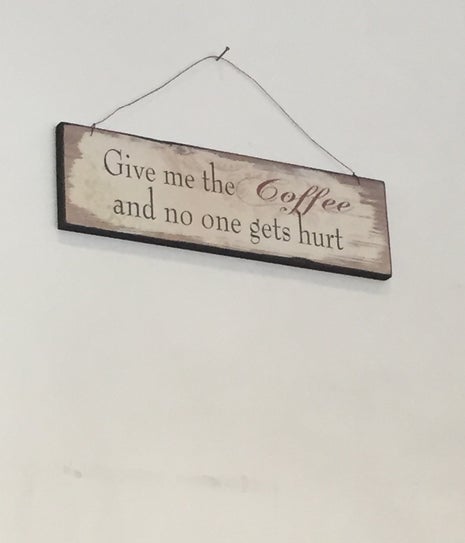 Give me the Coffee
and no one gets hurt